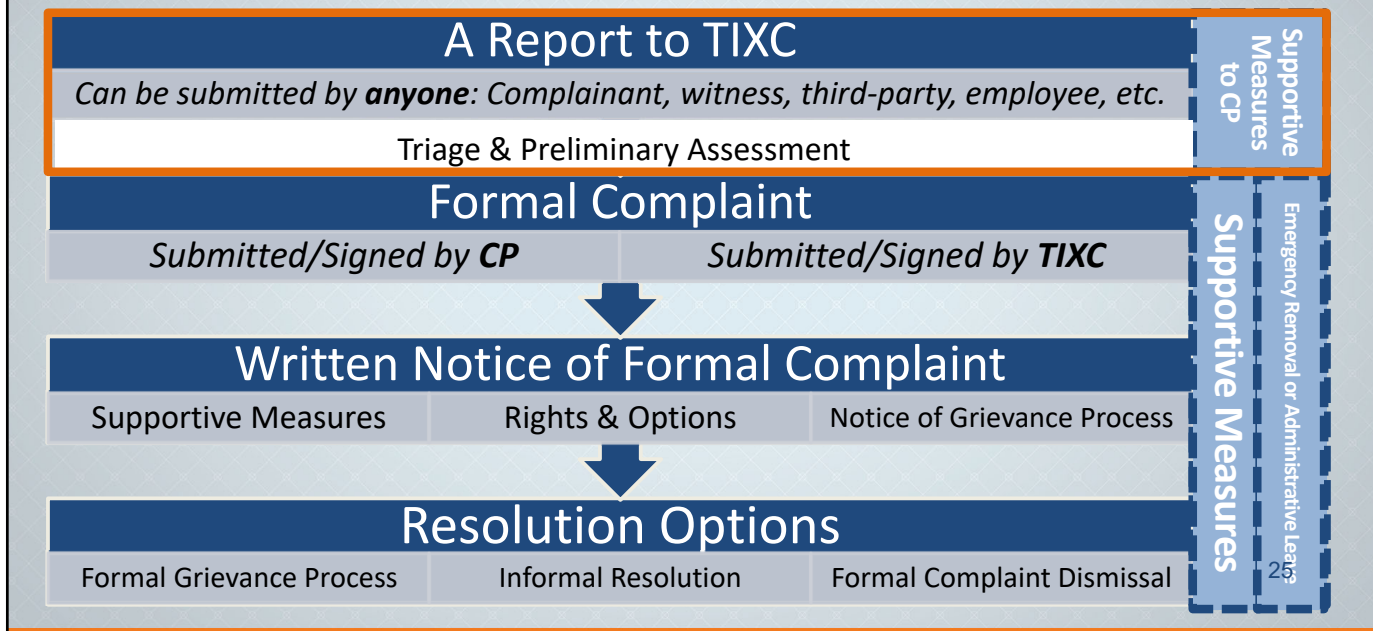 A Report to TIXC
Can be submitted by anyone: Complainant, witness, third-party, employee, etc.
Triage & Preliminary Assessment
Supportive
Measures
to CP
Formal Complaint
Submitted/Signed by CP
Submitted/Signed by TIXC
Written Notice of Formal Complaint
Supportive Measures
Rights & Options
Notice of Grievance Process
Resolution Options
Formal Grievance Process
Informal Resolution
Formal Complaint Dismissal
Supportive Measures
Emergency Removal or Administrative Leave
25